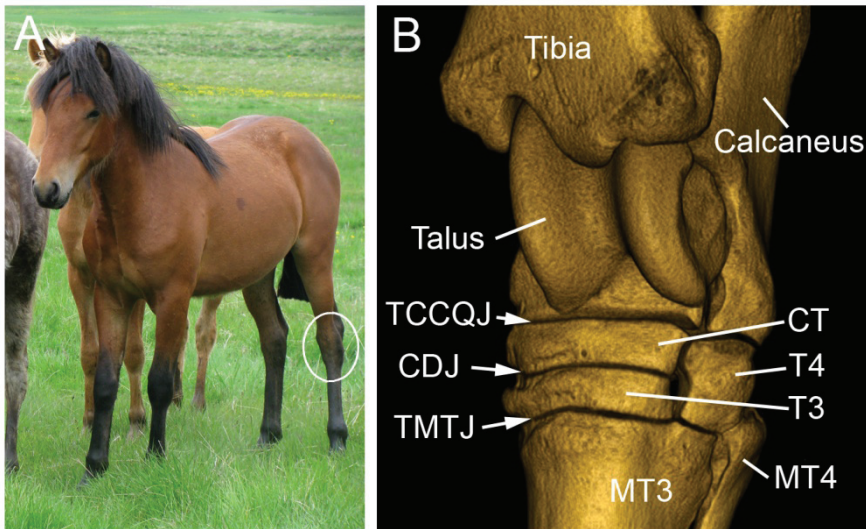 A
B
Tibia
Calcaneus
Talus
TCCQJ
CT
CDJ
T4
T3
TMTJ
MT3
MT4